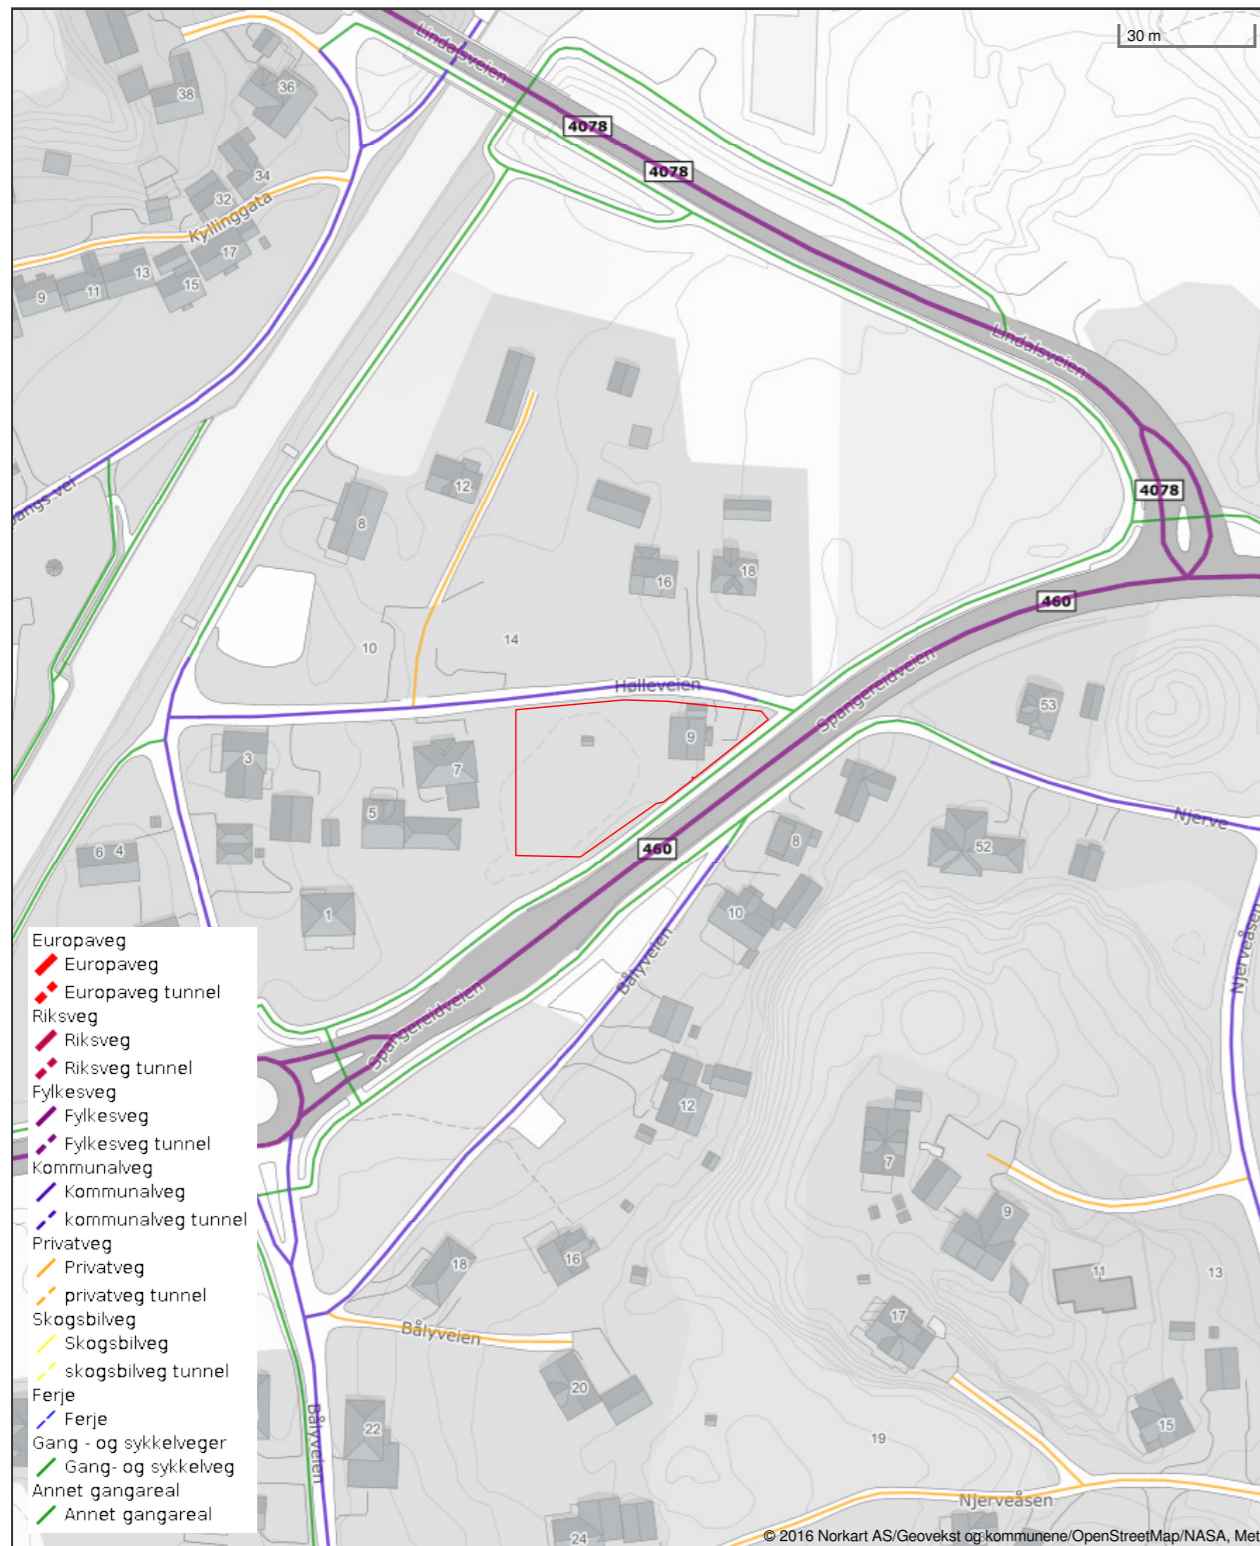 30 m
Lindalsveien
4078
4078
38
36
34
32
Kyllinggata
17
13
15
11
9
Lindalsveien
4078
12
8
16
18
460
14
10
Hølleveien
Spangereidveien
53
9
3
7
5
460
Njerve
6 4
8
52
1
10
Bålyveien
Njerveåsen
Spangereidveien
12
7
9
16
18
11
13
17
Bålyveien
20
22
15
19
Bålyveien
Njerveåsen
24
Europaveg
Europaveg
Europaveg tunnel
Riksveg
Riksveg
Riksveg tunnel
Fylkesveg
Fylkesveg
Fylkesveg tunnel
Kommunalveg
Kommunalveg
kommunalveg tunnel
Privatveg
Privatveg
privatveg tunnel
Skogsbilveg
Skogsbilveg
skogsbilveg tunnel
Ferje
Ferje
Gang - og sykkelveger
Gang- og sykkelveg
Annet gangareal
Annet gangareal
© 2016 Norkart AS/Geovekst og kommunene/OpenStreetMap/NASA, Met